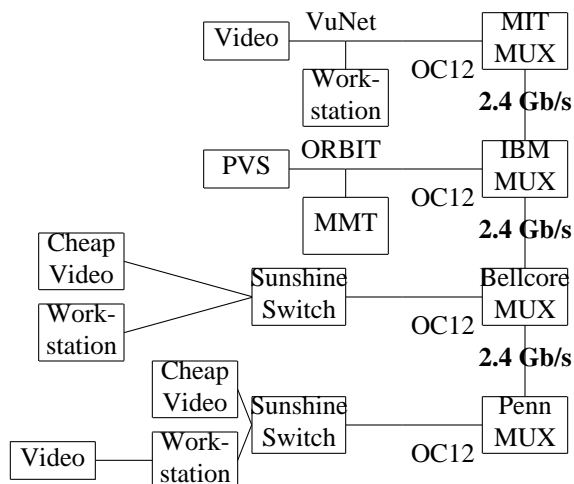 Video
VuNet
MIT
MUX
OC12
Work-
station
2.4 Gb/s
PVS
ORBIT
IBM
MUX
OC12
MMT
2.4 Gb/s
Cheap
Video
Work-
station
Sunshine
Switch
Bellcore
MUX
OC12
2.4 Gb/s
Cheap
Video
Sunshine
Switch
Penn
MUX
OC12
Video
Work-
station